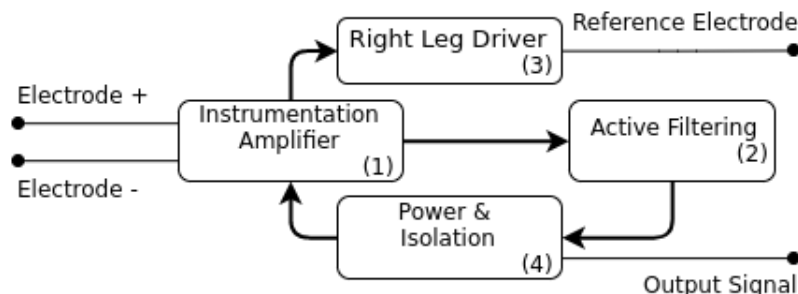 Reference Electrode
Right Leg Driver
(3)
Electrode +
Instrumentation
Amplifier
(1)
Active Filtering
(2)
Electrode -
Power &
Isolation
(4)
Output Signal